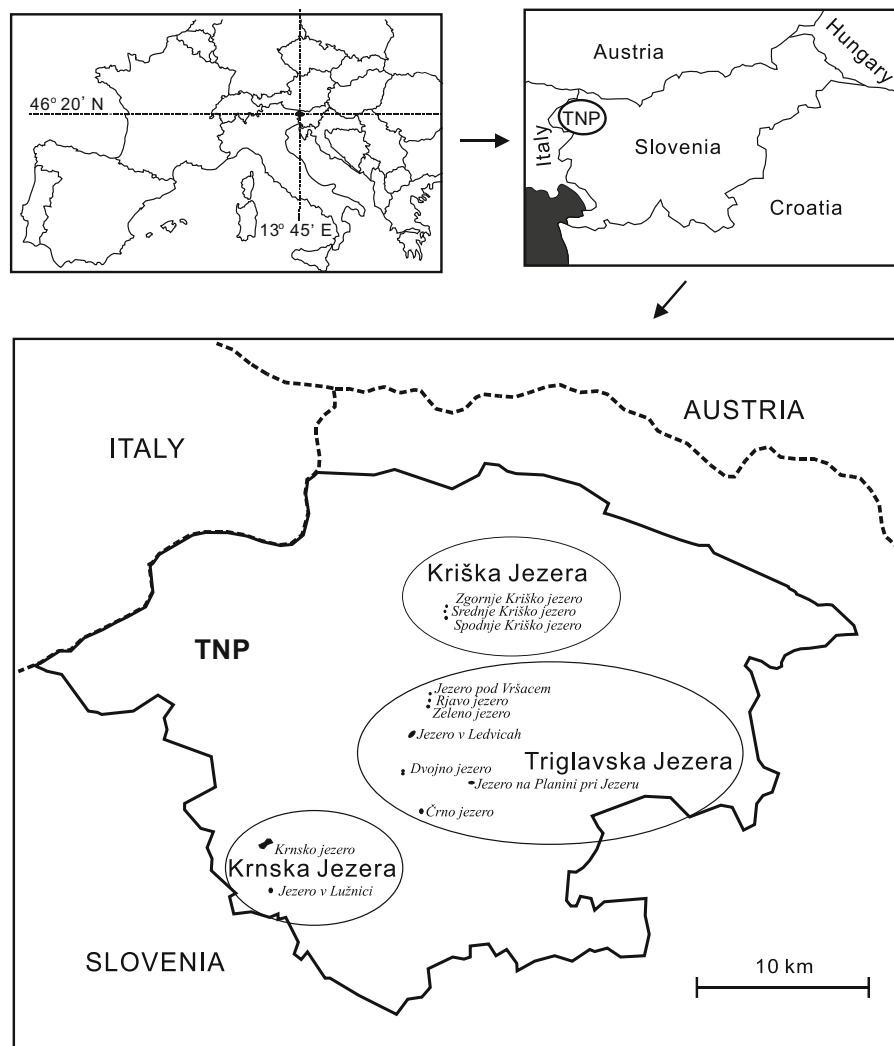 46° 20’ N
13° 45’ E
Austria
Hungary
TNP
Italy
Slovenia
Croatia
AUSTRIA
ITALY
Kriška Jezera
Zgornje Kriško jezero
Srednje Kriško jezero
Spodnje Kriško jezero
TNP
Jezero pod Vršacem
Rjavo jezero
Zeleno jezero
Jezero v Ledvicah
Triglavska Jezera
Dvojno jezero
Jezero na Planini pri Jezeru
Črno jezero
Krnsko jezero
Krnska Jezera
Jezero v Lužnici
SLOVENIA
10 km